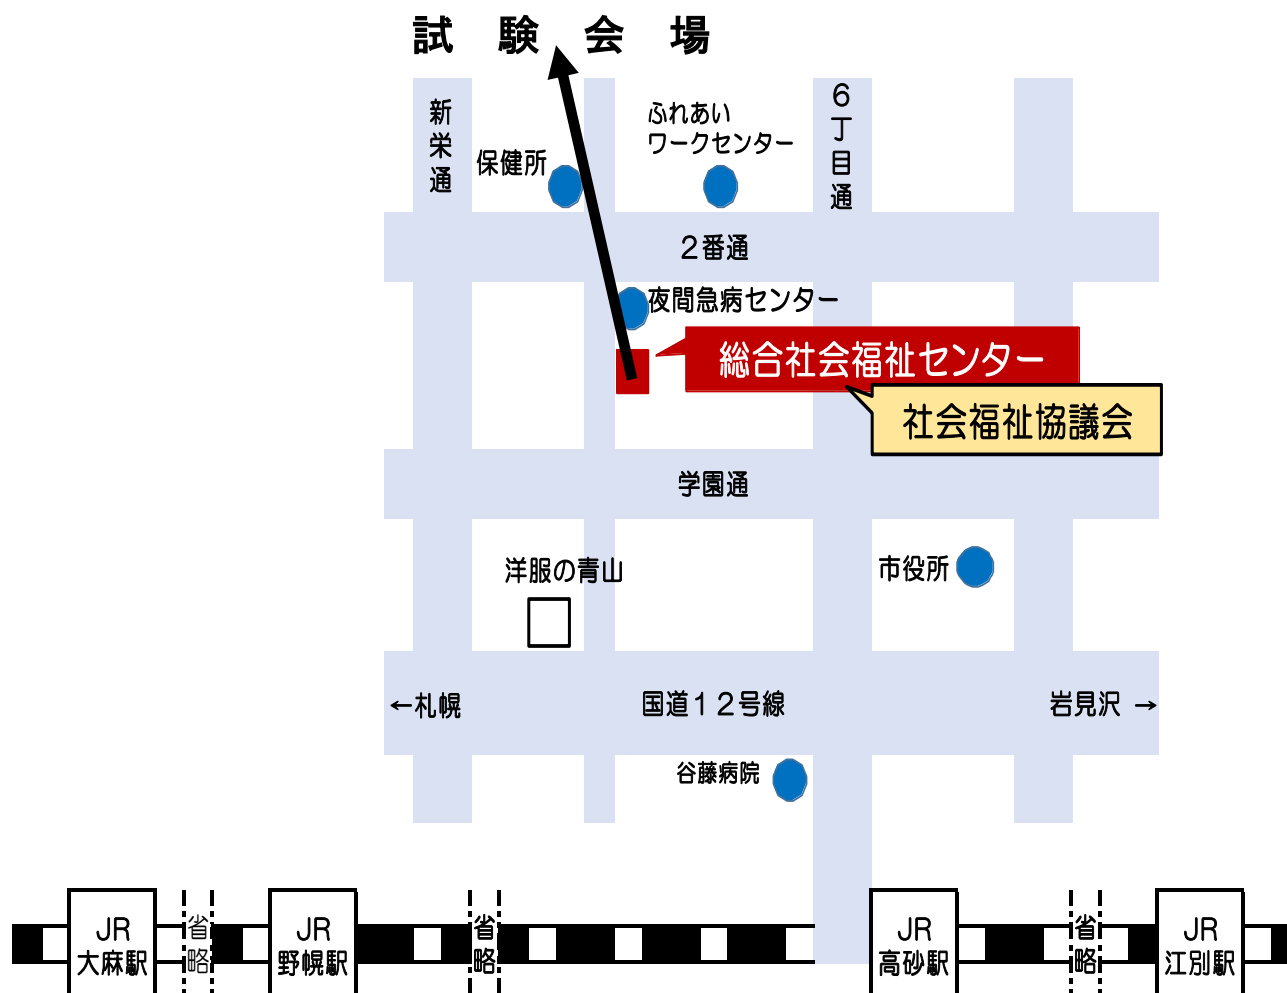 試験会場
新栄通
保健所
ふれあい
ワークセンター
６丁目通
２番通
夜間急病センター
総合社会福祉センター
社会福祉協議会
学園通
洋服の青山
市役所
←札幌
国道１２号線
岩見沢→
谷藤病院
JR
大麻駅
省略
JR
野幌駅
省略
JR
高砂駅
省略
JR
江別駅